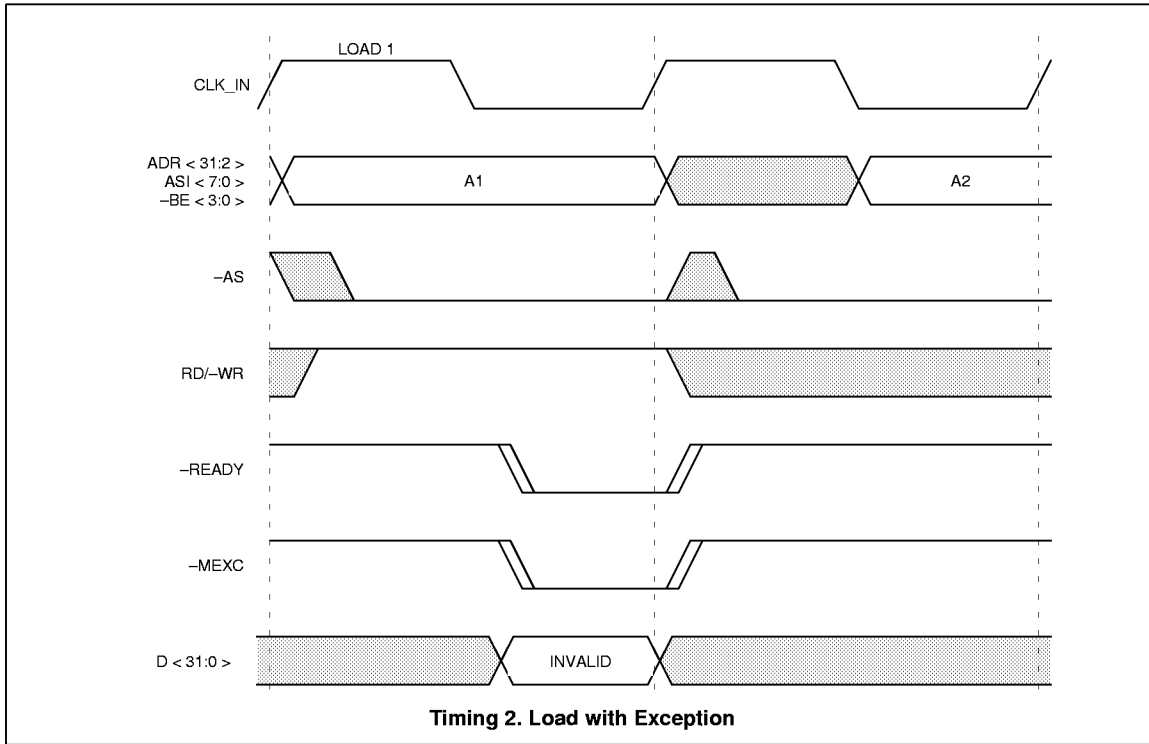 LOAD 1
CLK_IN
ADR < 31:2 >
ASI < 7:0 >
–BE < 3:0 >
A1
A2
–AS
RD/–WR
–READY
–MEXC
D < 31:0 >
INVALID
Timing 2. Load with Exception